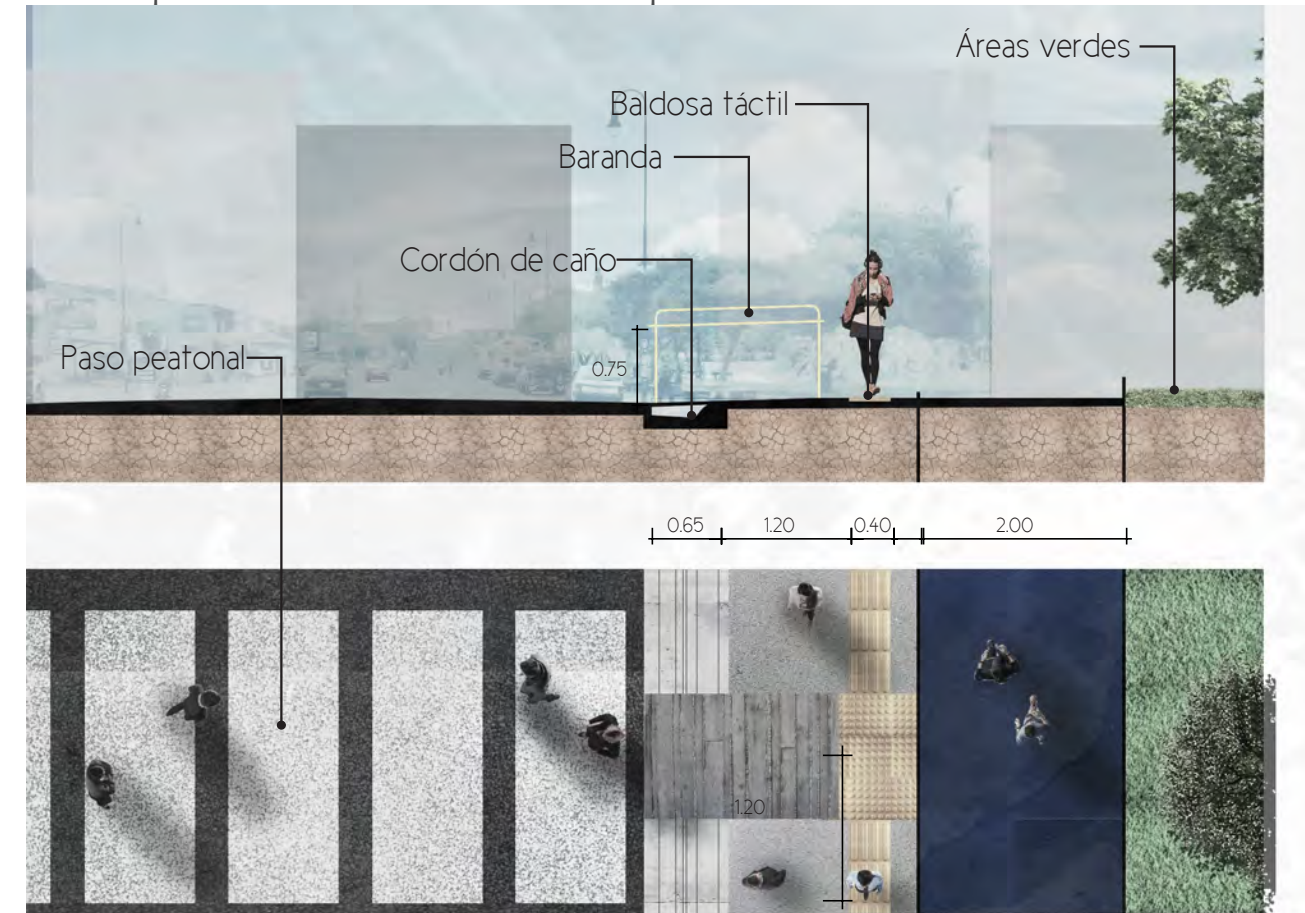 Áreas verdes
Baldosa táctil
Baranda
Cordón de caño
Paso peatonal
0.75
0.65
1.20
0.40
2.00
1.20